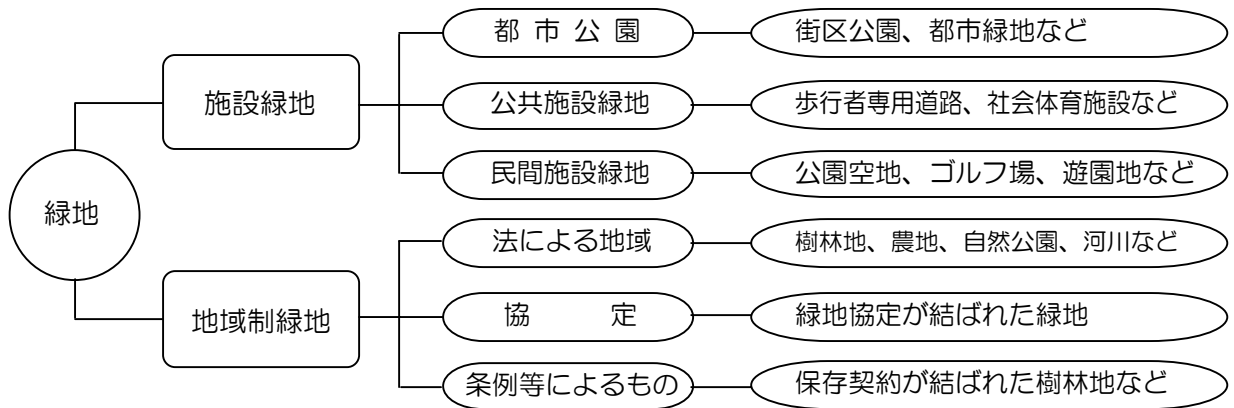 緑地
施設緑地
都市公園
街区公園、都市緑地など
公共施設緑地
歩行者専用道路、社会体育施設など
民間施設緑地
公園空地、ゴルフ場、遊園地など
地域制緑地
法による地域
樹林地、農地、自然公園、河川など
協定
緑地協定が結ばれた緑地
条例等によるもの
保存契約が結ばれた樹林地など